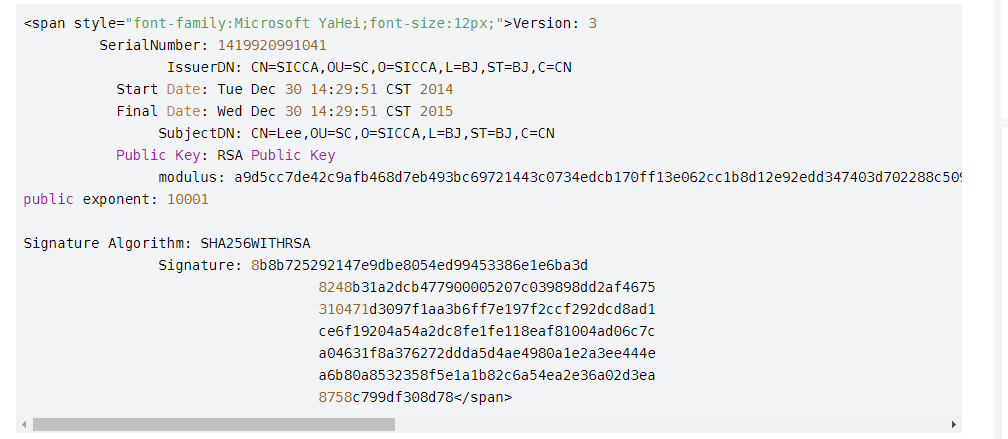 <span style="font-family:Microsoft YaHei;font-size:12px;">Version: 3
SerialNumber: 1419920991041
IssuerDN: CN=SICCA,OU=SC,O=SICCA,L=BJ,ST=BJ,C=CN
Start Date: Tue Dec 30 14:29:51 CST 2014
Final Date: Wed Dec 30 14:29:51 CST 2015
SubjectDN: CN=Lee,OU=SC,O=SICCA,L=BJ,ST=BJ,C=CN
Public Key: RSA Public Key
modulus: a9d5cc7de42c9afb468d7eb493bc69721443c0734edcb170ff13e062cc1b8d12e92edd347403d702288c509
public exponent: 10001
Signature Algorithm: SHA256WITHRSA
Signature: 8b8b725292147e9dbe8054ed99453386e1e6ba3d
8248b31a2dcb477900005207c039898dd2af4675
310471d3097f1aa3b6ff7e197f2ccf292dcd8ad1
ce6f19204a54a2dc8fe1fe118eaf81004ad06c7c
a04631f8a376272ddda5d4ae4980a1e2a3ee444e
a6b80a8532358f5e1a1b82c6a54ea2e36a02d3ea
8758c799df308d78</span>